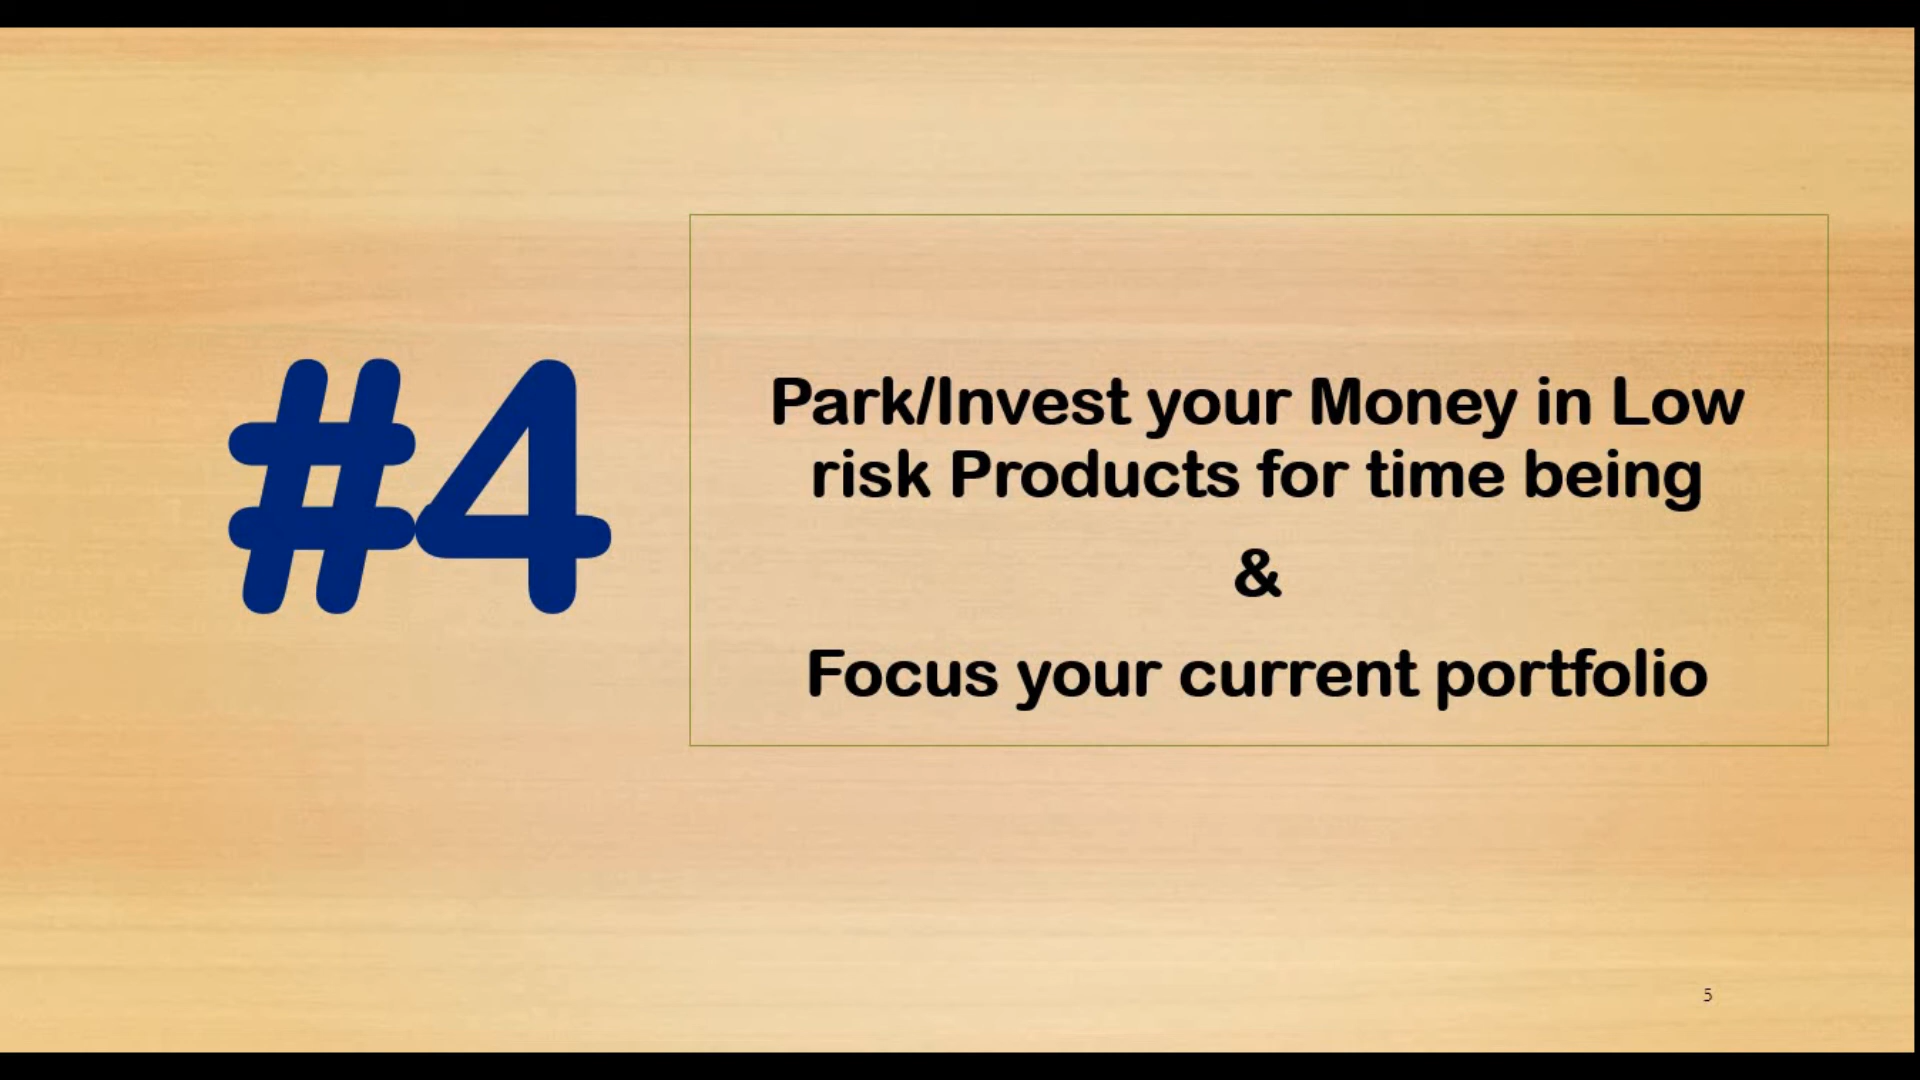 #4
Park/Invest your Money in Low
risk Products for time being
&
Focus your current portfolio
5